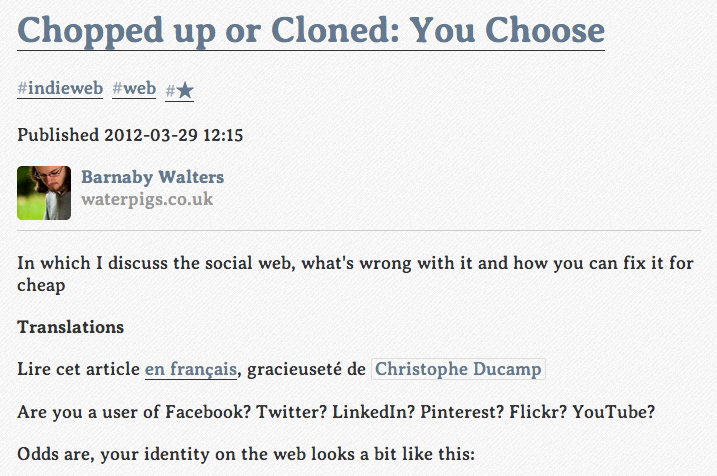 Chopped up or Cloned: You Choose
#indieweb #web #★
Published 2012-03-29 12:15
Barnaby Walters
waterpigs.co.uk
In which I discuss the social web, what's wrong with it and how you can fix it for
cheap
Translations
Lire cet article en français, gracieuseté de Christophe Ducamp
Are you a user of Facebook? Twitter? LinkedIn? Pinterest? Flickr? YouTube?
Odds are, your identity on the web looks a bit like this: